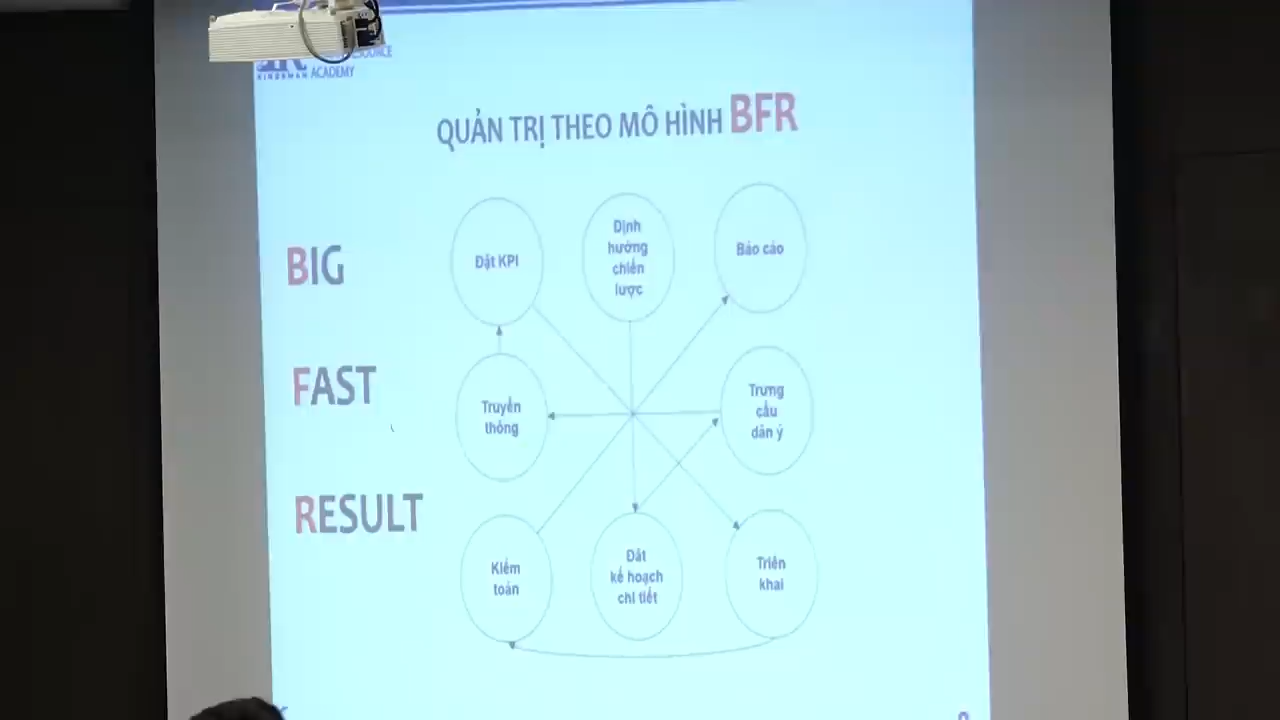 ACADEMY
QUẢN TRỊ THEO MÔ HÌNH BFR
BIG
FAST
RESULT
Đặt KPI
Định
hướng
chiến
lược
Báo cáo
Truyền
thông
Trưng
cầu
dân ý
Kiểm
toán
Đặt
kế hoạch
chi tiết
Triển
khai